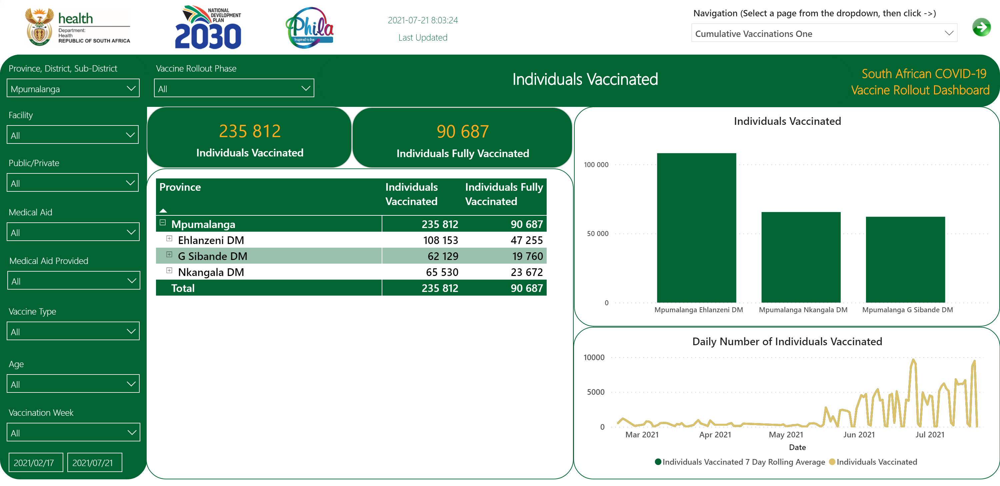 health
Department:
Health
REPUBLIC OF SOUTH AFRICA
NATIONAL
DEVELOPMENT
PLAN
2030
Phila
Inspired to live
2021-07-21 8:03:24
Last Updated
Navigation (Select a page from the dropdown, then click ->)
Cumulative Vaccinations One
Province, District, Sub-District
Mpumalanga
Vaccine Rollout Phase
All
Individuals Vaccinated
South African COVID-19
Vaccine Rollout Dashboard
Facility
All
Public/Private
All
Medical Aid
All
Medical Aid Provided
All
Vaccine Type
All
Age
All
Vaccination Week
All
2021/02/17 2021/07/21
235 812
Individuals Vaccinated
90 687
Individuals Fully Vaccinated
Province Individuals Vaccinated Individuals Fully Vaccinated
Mpumalanga 235 812 90 687
Ehlanzeni DM 108 153 47 255
G Sibande DM 62 129 19 760
Nkangala DM 65 530 23 672
Total 235 812 90 687
Individuals Vaccinated
100 000
50 000
0
Mpumalanga Ehlanzeni DM Mpumalanga Nkangala DM Mpumalanga G Sibande DM
Daily Number of Individuals Vaccinated
10000
5000
0
Mar 2021 Apr 2021 May 2021 Jun 2021 Jul 2021
Date
Individuals Vaccinated 7 Day Rolling Average Individuals Vaccinated